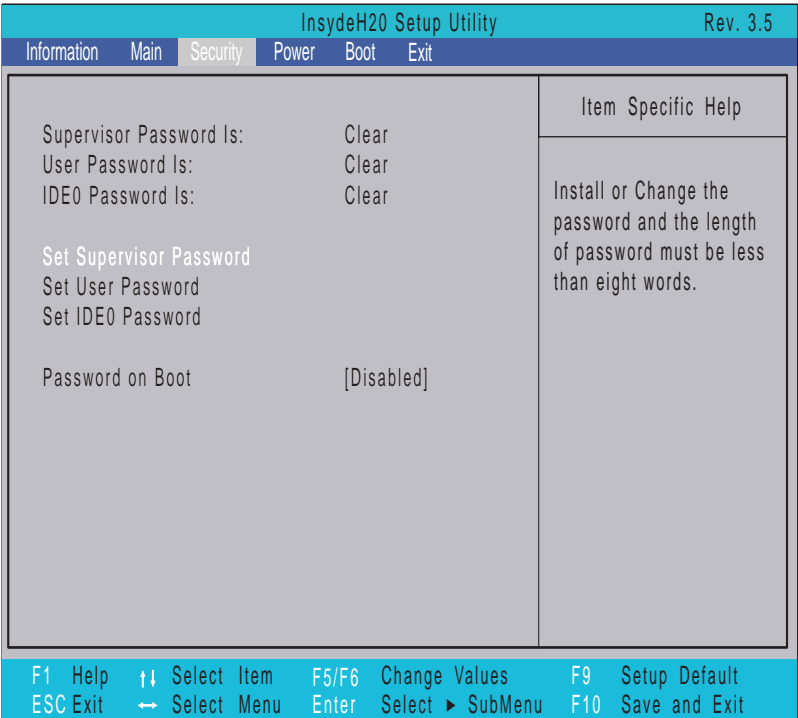 InsydeH20 Setup Utility Rev. 3.5
Information Main Security Power Boot Exit
Item Specific Help
Supervisor Password Is: Clear
User Password Is: Clear
IDE0 Password Is: Clear
Set Supervisor Password
Set User Password
Set IDE0 Password
Password on Boot [Disabled]
Install or Change the
password and the length
of password must be less
than eight words.
F1 Help ↑↓ Select Item F5/F6 Change Values F9 Setup Default
ESC Exit ↔ Select Menu Enter Select ▶ SubMenu F10 Save and Exit